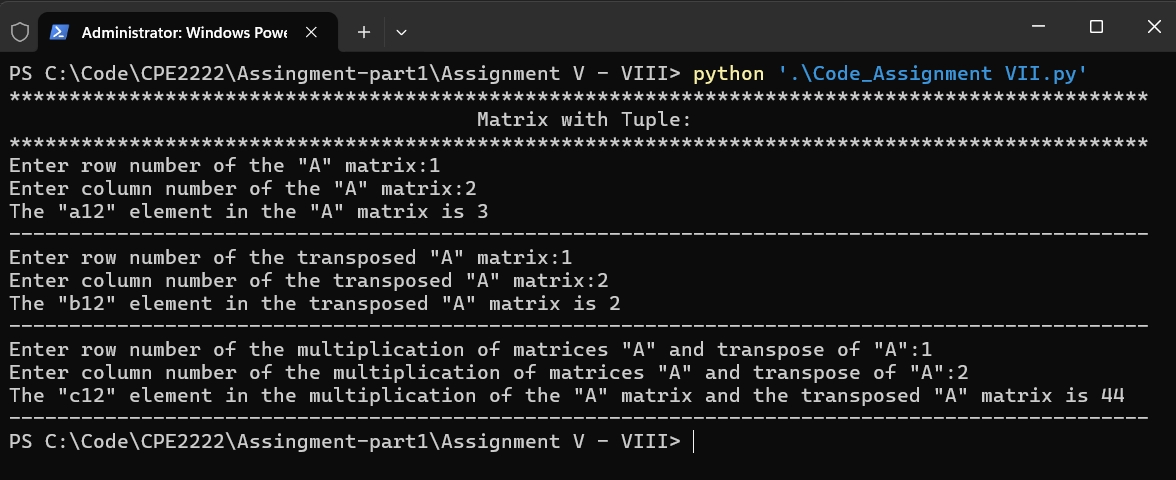 Administrator: Windows Powe
PS C:\Code\CPE2222\Assingment-part1\Assignment V - VIII> python '.\Code_Assignment VII.py'
***********************************************************************************************
Matrix with Tuple:
***********************************************************************************************
Enter row number of the "A" matrix:1
Enter column number of the "A" matrix:2
The "a12" element in the "A" matrix is 3
-----------------------------------------------------------------------------------------------
Enter row number of the transposed "A" matrix:1
Enter column number of the transposed "A" matrix:2
The "b12" element in the transposed "A" matrix is 2
-----------------------------------------------------------------------------------------------
Enter row number of the multiplication of matrices "A" and transpose of "A":1
Enter column number of the multiplication of matrices "A" and transpose of "A":2
The "c12" element in the multiplication of the "A" matrix and the transposed "A" matrix is 44
-----------------------------------------------------------------------------------------------
PS C:\Code\CPE2222\Assingment-part1\Assignment V - VIII>